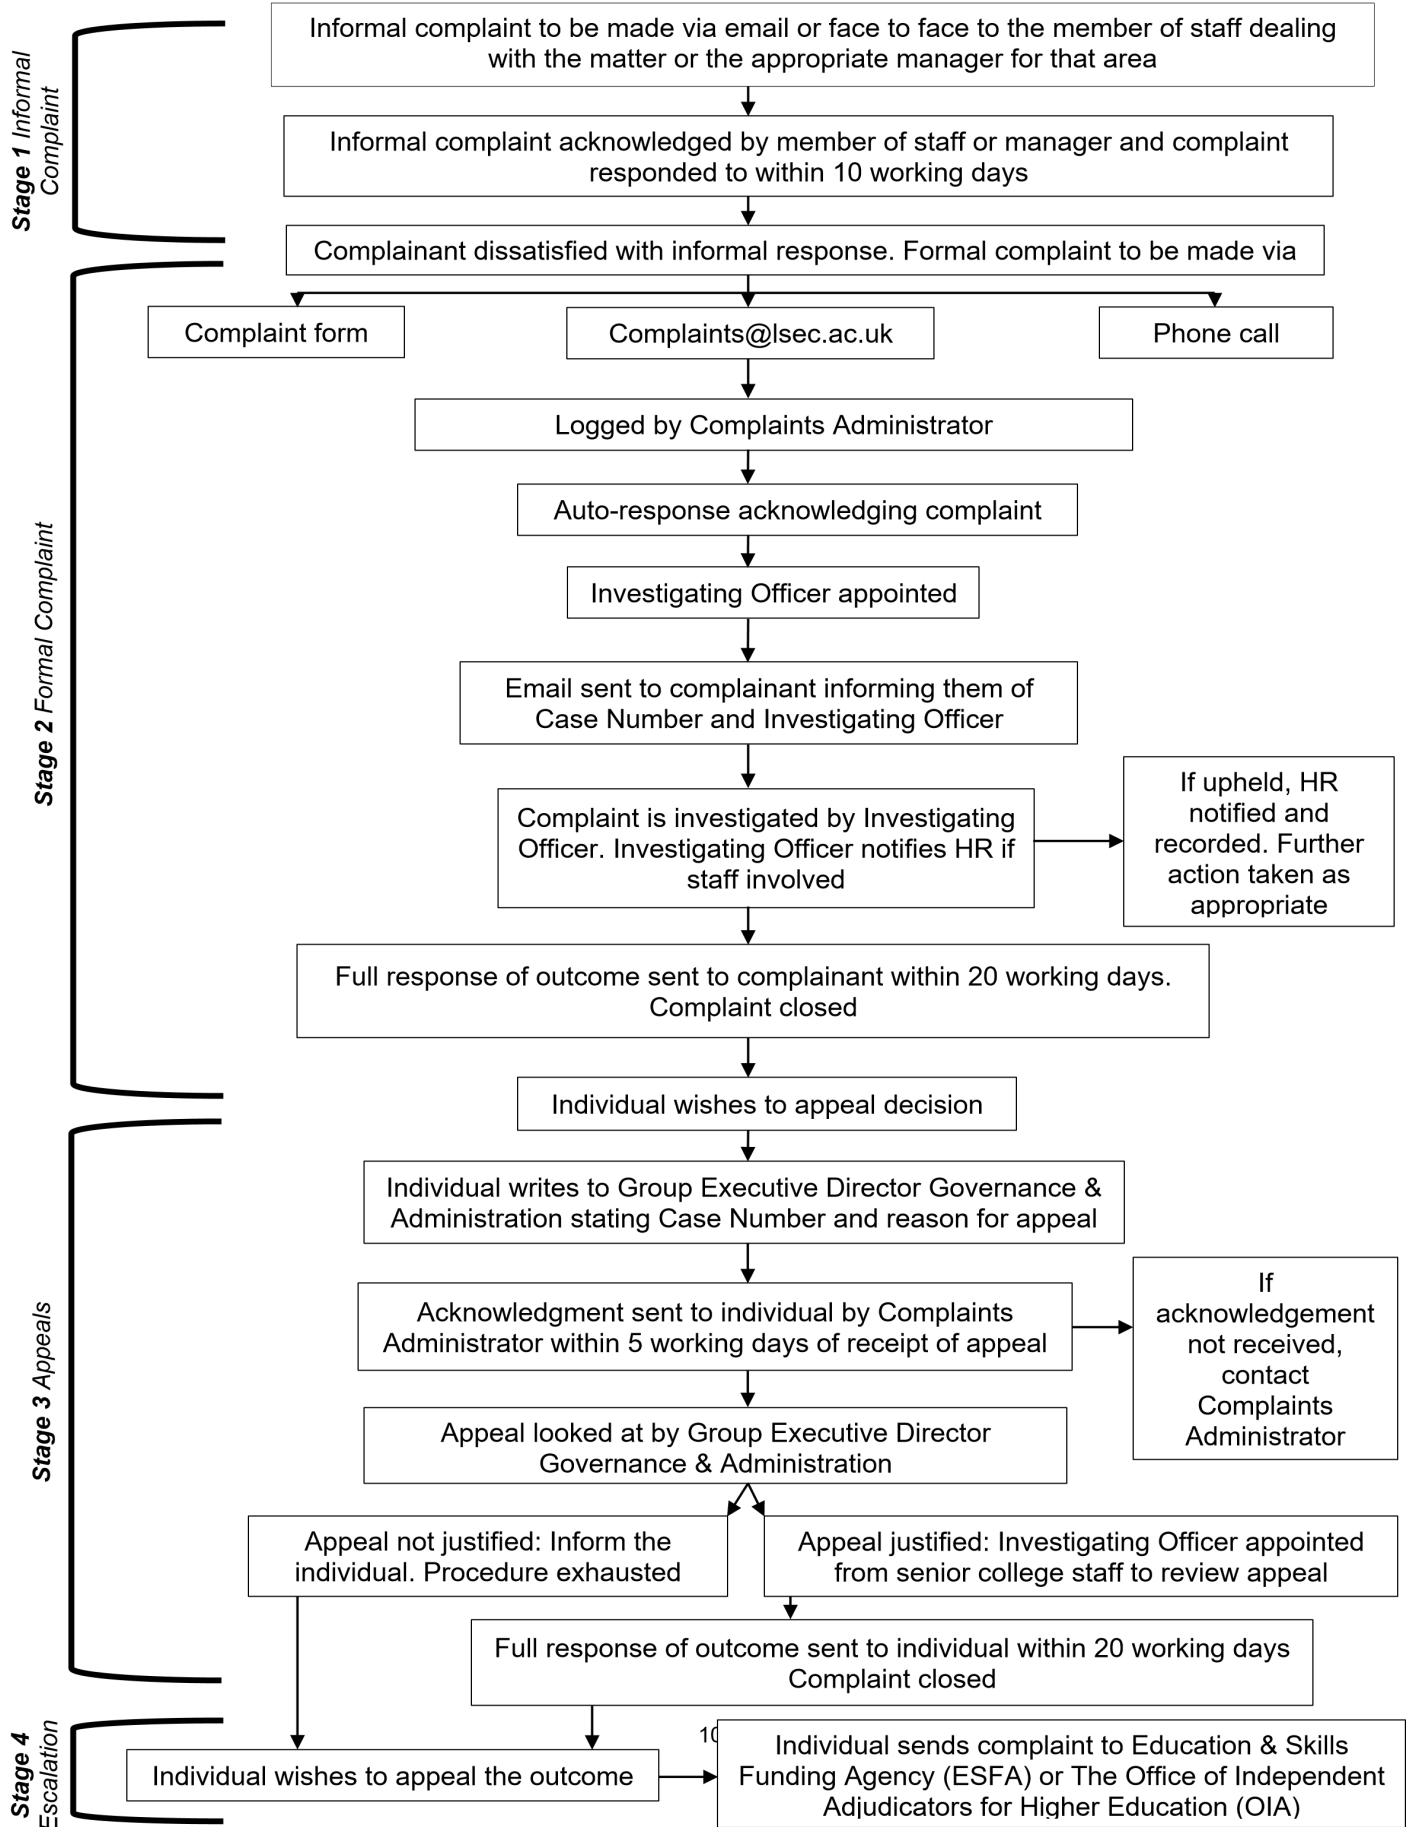 Informal complaint to be made via email or face to face to the member of staff dealing
with the matter or the appropriate manager for that area
Stage 1 Informal
Complaint
Informal complaint acknowledged by member of staff or manager and complaint
responded to within 10 working days
Complainant dissatisfied with informal response. Formal complaint to be made via
Complaint form
Complaints@lsec.ac.uk
Phone call
Logged by Complaints Administrator
Auto-response acknowledging complaint
Stage 2 Formal Complaint
Investigating Officer appointed
Email sent to complainant informing them of
Case Number and Investigating Officer
Complaint is investigated by Investigating
Officer. Investigating Officer notifies HR if
staff involved
If upheld, HR
notified and
recorded. Further
action taken as
appropriate
Full response of outcome sent to complainant within 20 working days.
Complaint closed
Individual wishes to appeal decision
Individual writes to Group Executive Director Governance &
Administration stating Case Number and reason for appeal
Stage 3 Appeals
Acknowledgment sent to individual by Complaints
Administrator within 5 working days of receipt of appeal
If
acknowledgement
not received,
contact
Complaints
Administrator
Appeal looked at by Group Executive Director
Governance & Administration
Appeal not justified: Inform the
individual. Procedure exhausted
Appeal justified: Investigating Officer appointed
from senior college staff to review appeal
Full response of outcome sent to individual within 20 working days
Complaint closed
Stage 4
Escalation
10
Individual wishes to appeal the outcome
Individual sends complaint to Education & Skills
Funding Agency (ESFA) or The Office of Independent
Adjudicators for Higher Education (OIA)